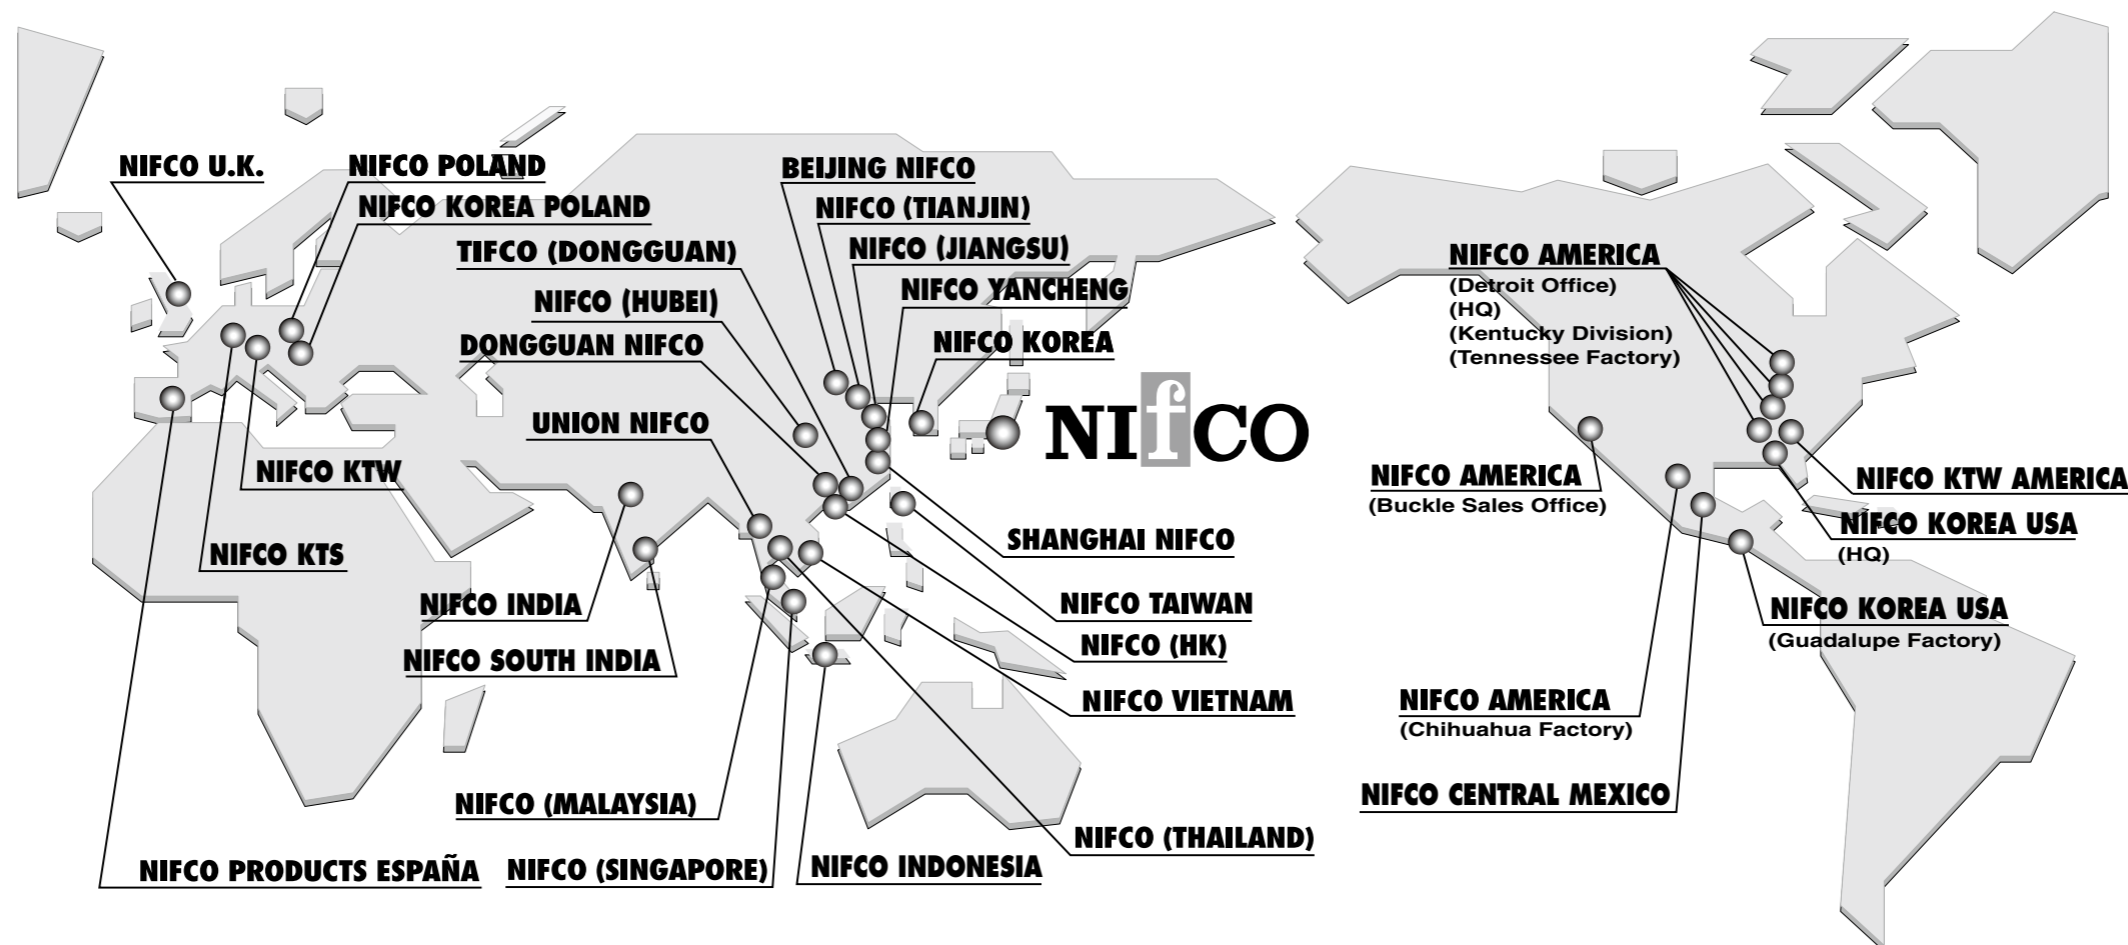 NIFCO U.K.
NIFCO POLAND
NIFCO KOREA POLAND
TIFCO (DONGGUAN)
NIFCO (HUBEI)
DONGGUAN NIFCO
UNION NIFCO
BEIJING NIFCO
NIFCO (TIANJIN)
NIFCO (JIANGSU)
NIFCO YANCHENG
NIFCO KOREA
NIfCO
NIFCO KTW
NIFCO KTS
NIFCO INDIA
NIFCO SOUTH INDIA
NIFCO (MALAYSIA)
NIFCO PRODUCTS ESPAÑA
NIFCO (SINGAPORE)
NIFCO INDONESIA
SHANGHAI NIFCO
NIFCO TAIWAN
NIFCO (HK)
NIFCO VIETNAM
NIFCO (THAILAND)
NIFCO AMERICA
(Detroit Office)
(HQ)
(Kentucky Division)
(Tennessee Factory)
NIFCO AMERICA
(Buckle Sales Office)
NIFCO KTW AMERICA
NIFCO KOREA USA
(HQ)
NIFCO KOREA USA
(Guadalupe Factory)
NIFCO AMERICA
(Chihuahua Factory)
NIFCO CENTRAL MEXICO